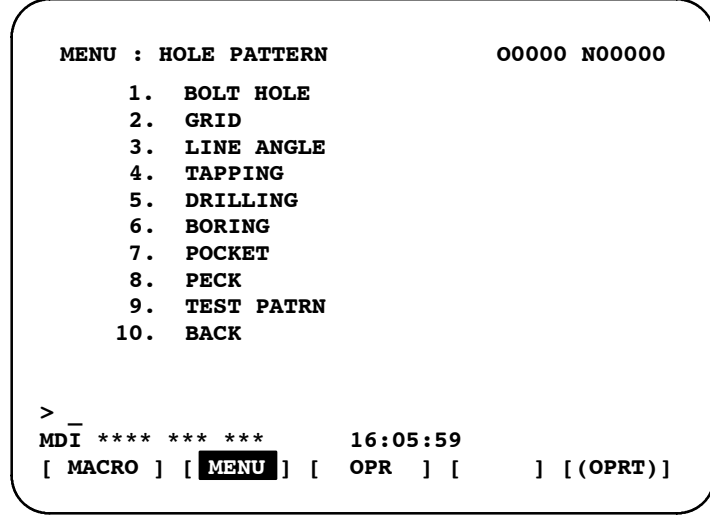 MENU : HOLE PATTERN O0000 N00000
1. BOLT HOLE
2. GRID
3. LINE ANGLE
4. TAPPING
5. DRILLING
6. BORING
7. POCKET
8. PECK
9. TEST PATRN
10. BACK
> _
MDI **** *** *** 16:05:59
[ MACRO ] [ MENU ] [ OPR ] [ ] [(OPRT)]